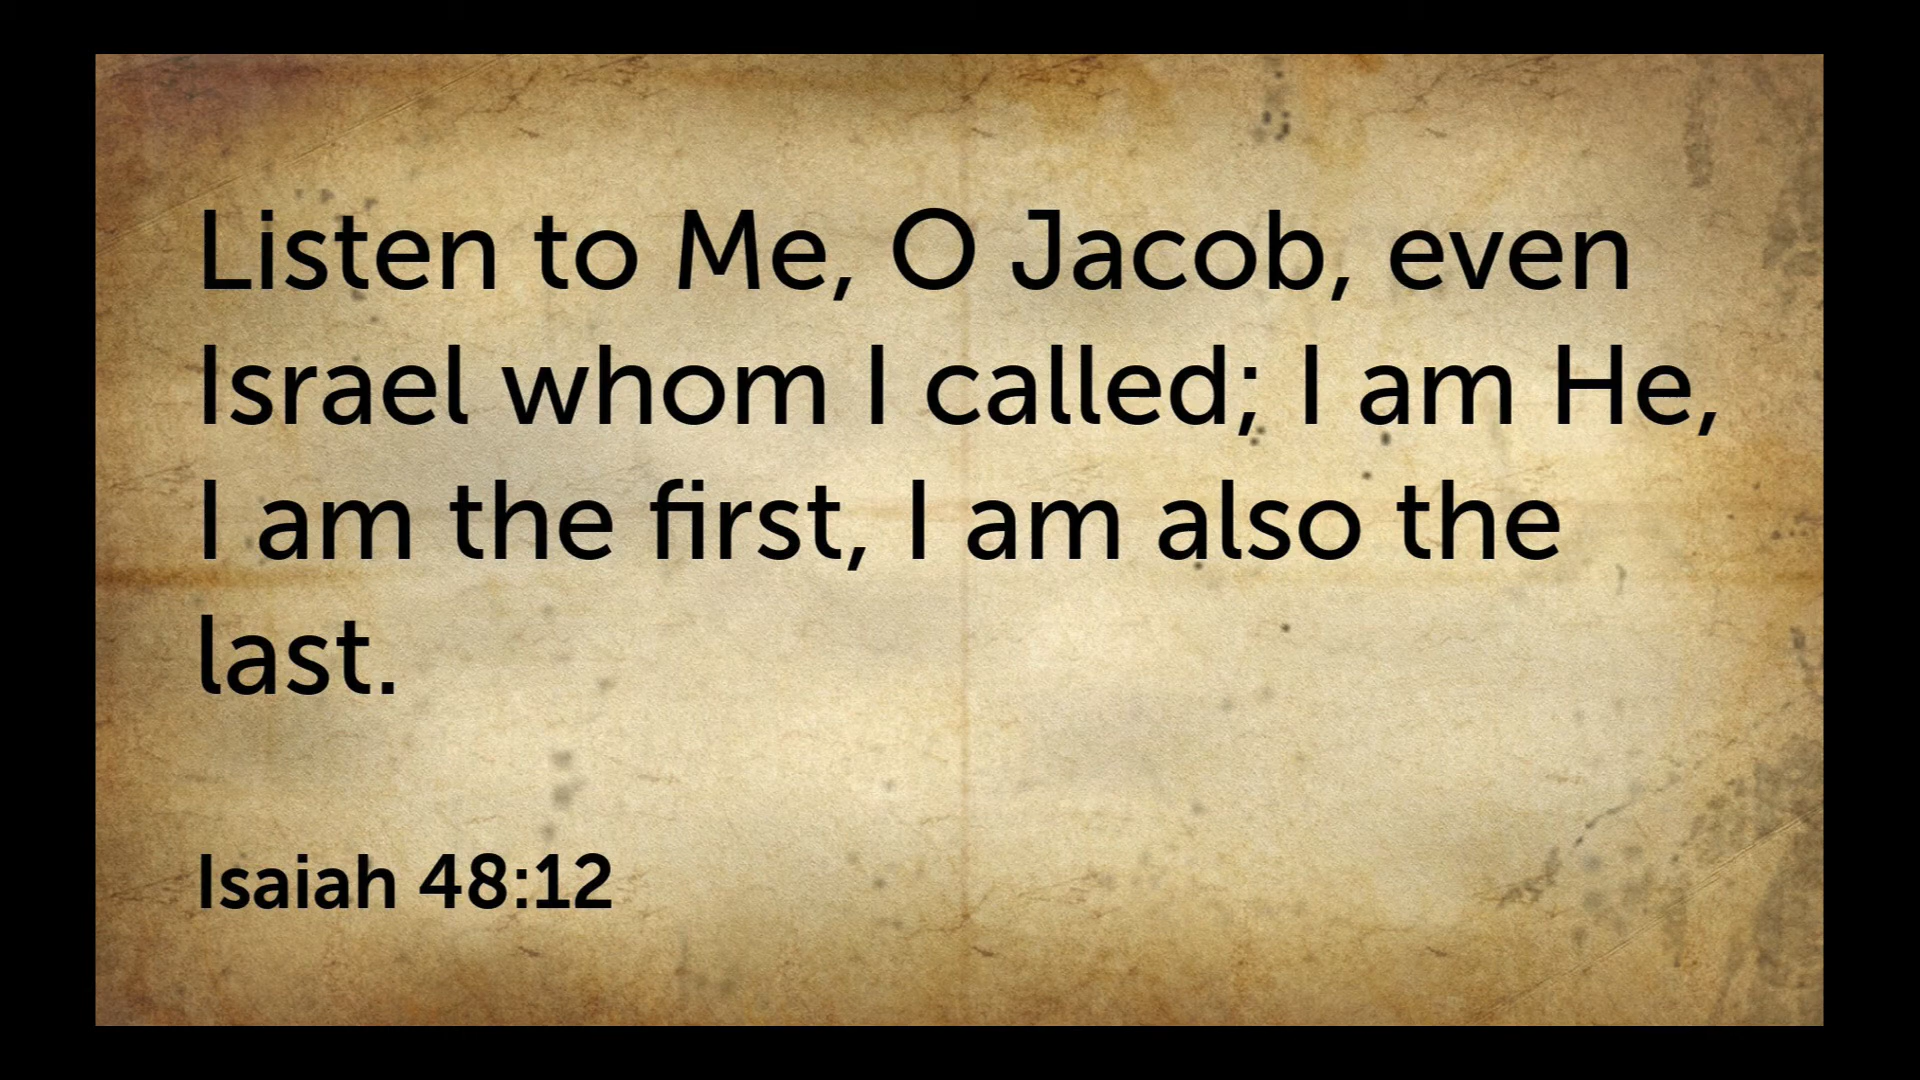 Listen to Me, O Jacob, even
Israel whom I called; I am He,
I am the first, I am also the
last.
Isaiah 48:12